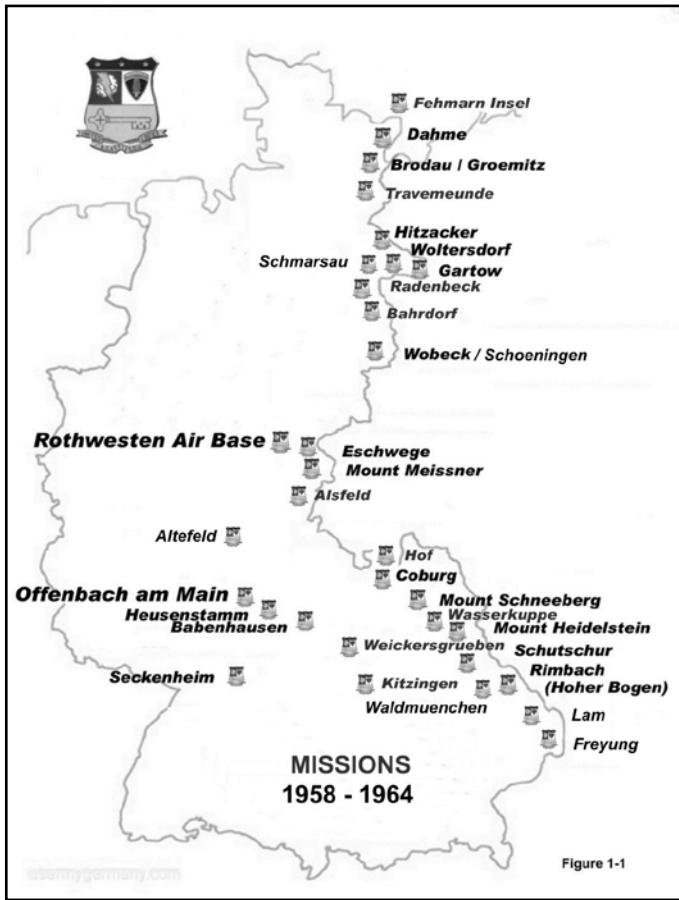 Fehmarn Insel
Dahme
Brodau / Groemitz
Travemeunde
Hitzacker
Woltersdorf
Schmarsau
Gartow
Radenbeck
Bahrdorf
Wobeck / Schoeningen
Rothwesten Air Base
Eschwege
Mount Meissner
Alsfeld
Altefeld
Hof
Coburg
Offenbach am Main
Mount Schneeberg
Heusenstamm
Wasserkuppe
Babenhausen
Mount Heidelstein
Weickersgrueben
Schutschur
Seckenheim
Rimbach
Kitzingen
(Hoher Bogen)
Waldmuenchen
Lam
Freyung
MISSIONS
1958 - 1964
Figure 1-1
usarmygermany.com